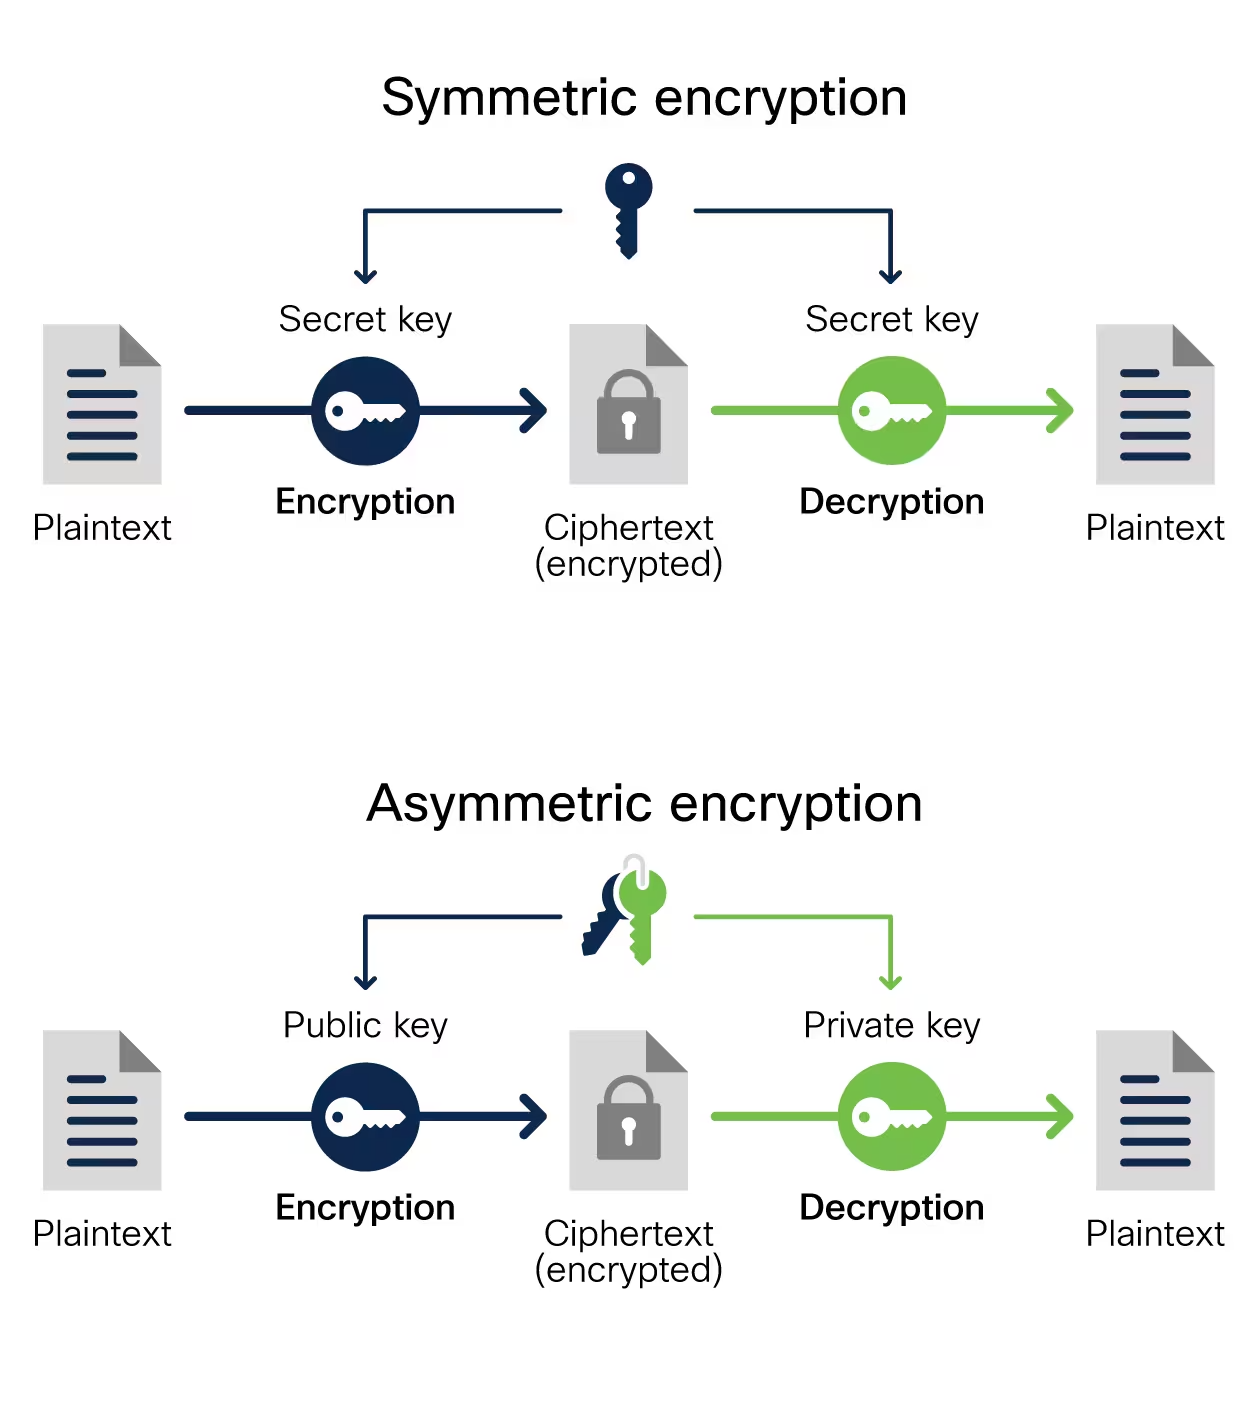 Symmetric encryption
Secret key
Secret key
Encryption
Decryption
Plaintext
Ciphertext
(encrypted)
Plaintext
Asymmetric encryption
Public key
Private key
Encryption
Decryption
Plaintext
Ciphertext
(encrypted)
Plaintext